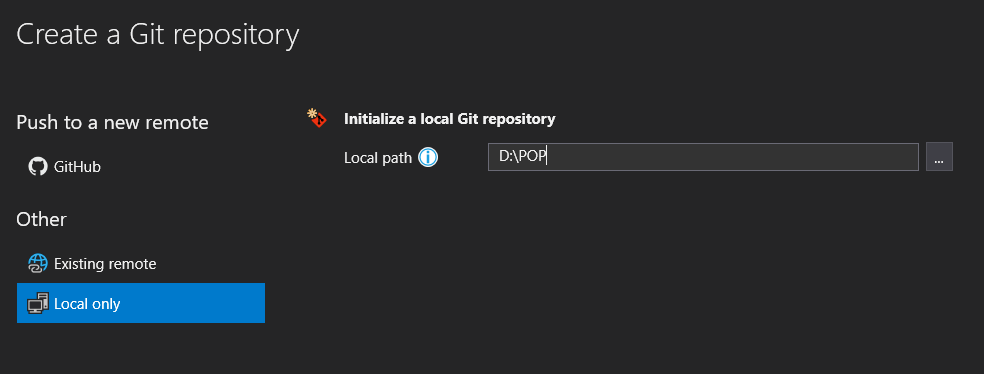 Create a Git repository
Push to a new remote
GitHub
Other
Existing remote
Local only
Initialize a local Git repository
Local path
D:\POP
...